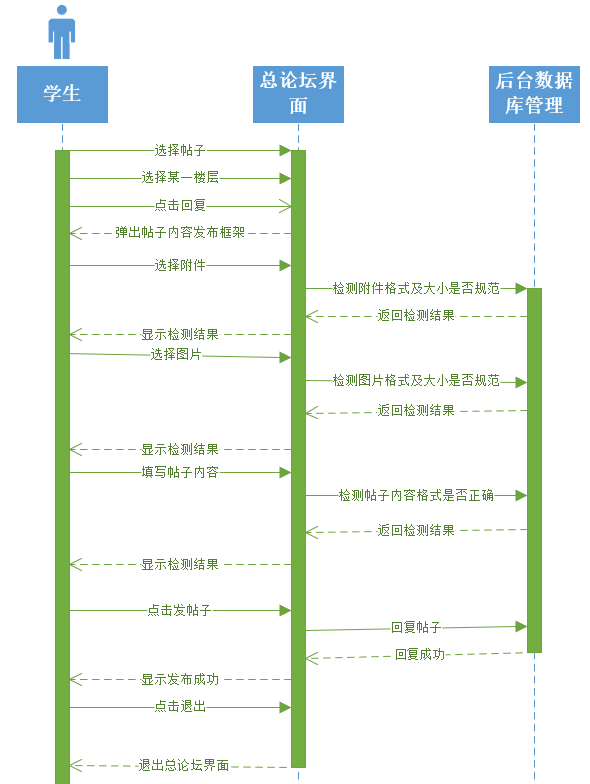 学生
总论坛界
面
后台数据
库管理
选择帖子
选择某一楼层
点击回复
弹出帖子内容发布框架
选择附件
检测附件格式及大小是否规范
返回检测结果
显示检测结果
选择图片
检测图片格式及大小是否规范
返回检测结果
显示检测结果
填写帖子内容
检测帖子内容格式是否正确
返回检测结果
显示检测结果
点击发帖子
回复帖子
回复成功
显示发布成功
点击退出
退出总论坛界面